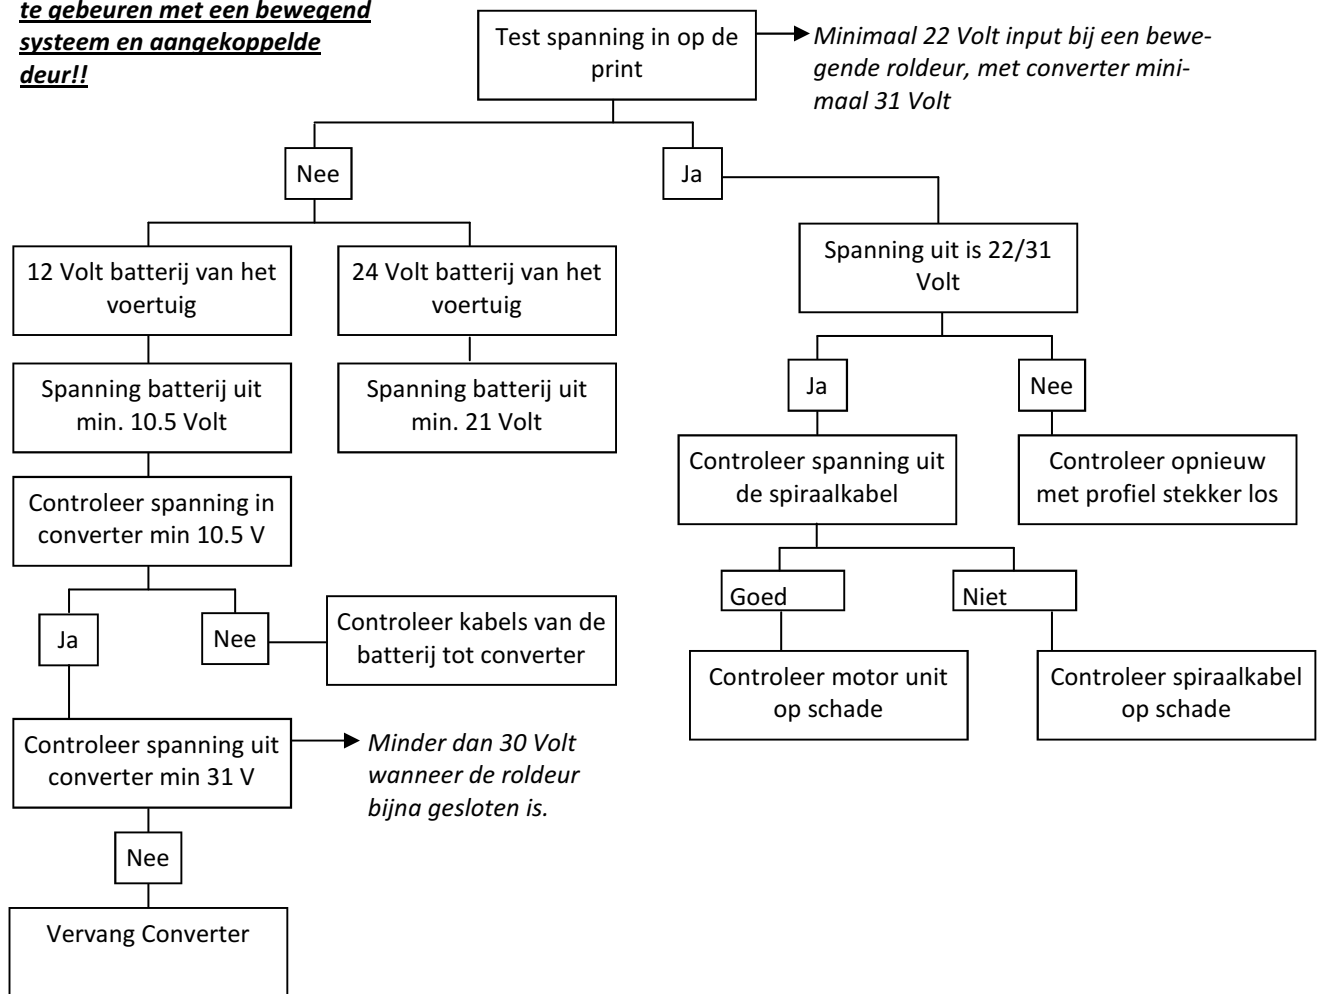 te gebeuren met een bewegend
systeem en aangekoppelde
deur!!
Test spanning in op de
print
Minimaal 22 Volt input bij een bewe-
gende roldeur, met converter mini-
maal 31 Volt
Nee
Ja
12 Volt batterij van het
voertuig
24 Volt batterij van het
voertuig
Spanning uit is 22/31
Volt
Spanning batterij uit
min. 10.5 Volt
Spanning batterij uit
min. 21 Volt
Ja
Nee
Controleer spanning uit
de spiraalkabel
Controleer opnieuw
met profiel stekker los
Controleer spanning in
converter min 10.5 V
Goed
Niet
Ja
Nee
Controleer kabels van de
batterij tot converter
Controleer motor unit
op schade
Controleer spiraalkabel
op schade
Controleer spanning uit
converter min 31 V
Minder dan 30 Volt
wanneer de roldeur
bijna gesloten is.
Nee
Vervang Converter